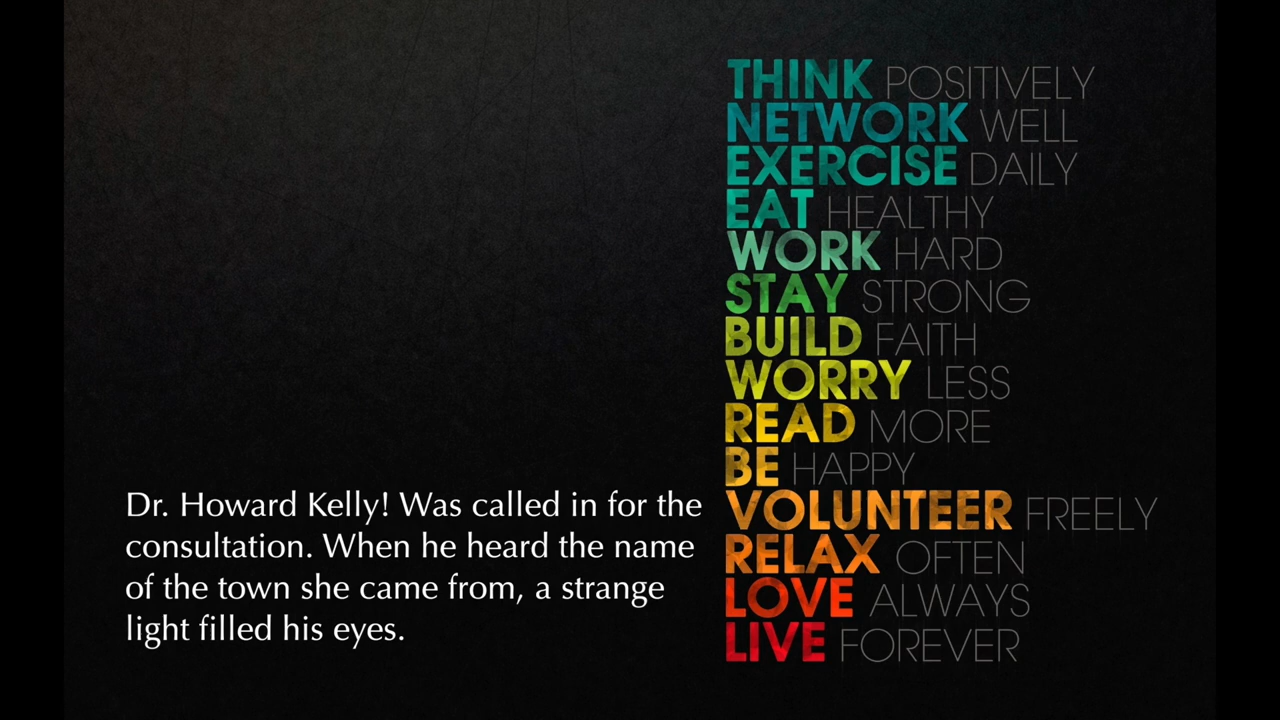 THINK POSITIVELY
NETWORK WELL
EXERCISE DAILY
EAT HEALTHY
WORK HARD
STAY STRONG
BUILD FAITH
WORRY LESS
READ MORE
BE HAPPY
VOLUNTEER FREELY
RELAX OFTEN
LOVE ALWAYS
LIVE FOREVER
Dr. Howard Kelly! Was called in for the
consultation. When he heard the name
of the town she came from, a strange
light filled his eyes.